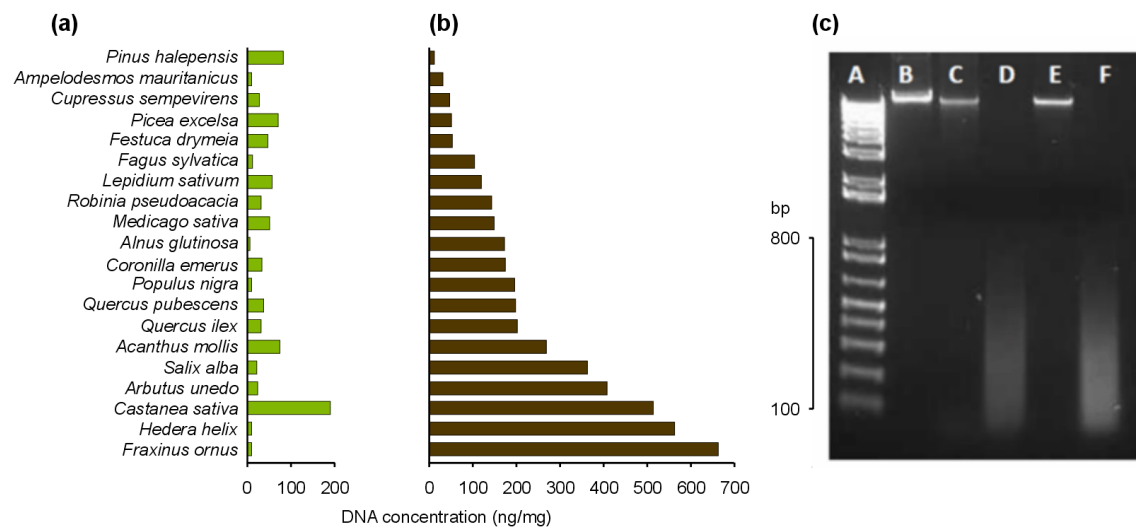 (a) (b) (c)
Pinus halepensis
Ampelodesmos mauritanicus
Cupressus sempevirens
Picea excelsa
Festuca drymeia
Fagus sylvatica
Lepidium sativum
Robinia pseudoacacia
Medicago sativa
Alnus glutinosa
Coronilla emerus
Populus nigra
Quercus pubescens
Quercus ilex
Acanthus mollis
Salix alba
Arbutus unedo
Castanea sativa
Hedera helix
Fraxinus ornus
0 100 200
0 100 200 300 400 500 600 700
DNA concentration (ng/mg)
A B C D E F
bp
800
100